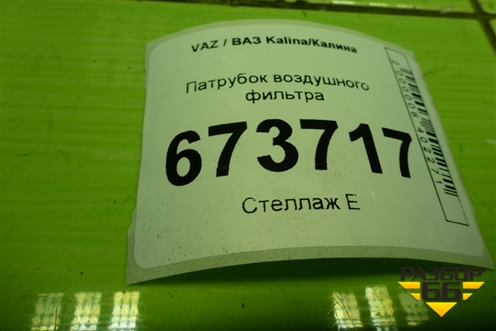 VAZ / ВАЗ Kalina/Калина
Патрубок воздушного
фильтра
673717
Стеллаж Е
РАЗБОР
66